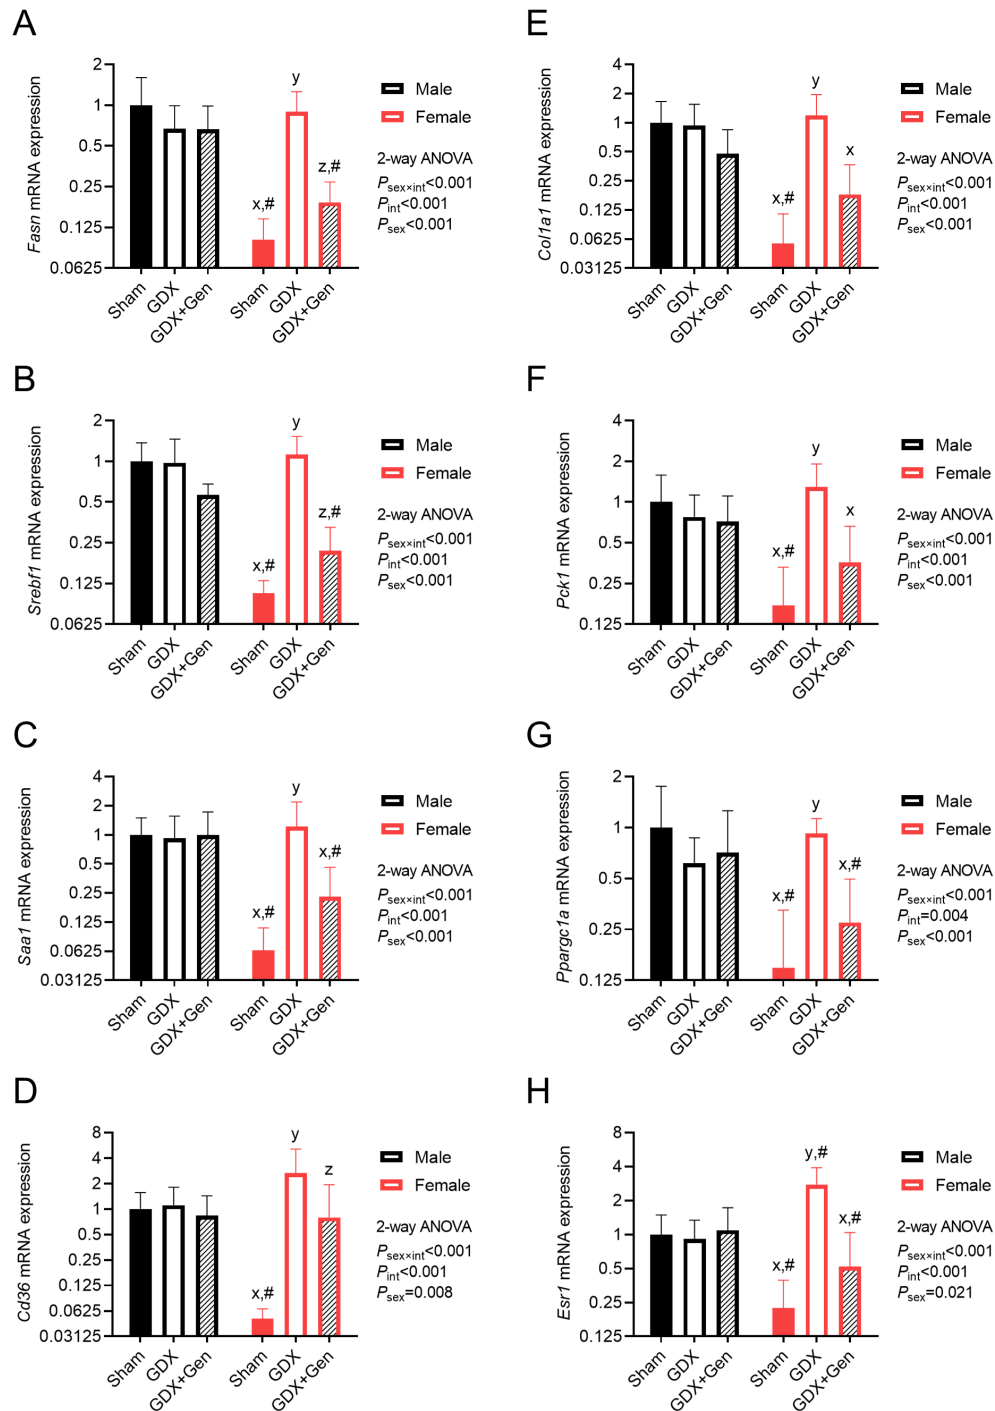 A
Fasn mRNA expression
2
1
0.5
0.25
0.125
0.0625
y
x,#
z,#
Sham
GDX
GDX+Gen
Sham
GDX
GDX+Gen
Male
Female
2-way ANOVA
Psex×int<0.001
Pint<0.001
Psex<0.001
E
Col1a1 mRNA expression
4
2
1
0.5
0.25
0.125
0.0625
0.03125
y
x,#
x
Sham
GDX
GDX+Gen
Sham
GDX
GDX+Gen
Male
Female
2-way ANOVA
Psex×int<0.001
Pint<0.001
Psex<0.001
B
Srebf1 mRNA expression
2
1
0.5
0.25
0.125
0.0625
y
x,#
z,#
Sham
GDX
GDX+Gen
Sham
GDX
GDX+Gen
Male
Female
2-way ANOVA
Psex×int<0.001
Pint<0.001
Psex<0.001
F
Pck1 mRNA expression
4
2
1
0.5
0.25
0.125
y
x,#
x
Sham
GDX
GDX+Gen
Sham
GDX
GDX+Gen
Male
Female
2-way ANOVA
Psex×int<0.001
Pint<0.001
Psex<0.001
C
Saa1 mRNA expression
4
2
1
0.5
0.25
0.125
0.0625
0.03125
y
x,#
x,#
Sham
GDX
GDX+Gen
Sham
GDX
GDX+Gen
Male
Female
2-way ANOVA
Psex×int<0.001
Pint<0.001
Psex<0.001
G
Ppargc1a mRNA expression
2
1
0.5
0.25
0.125
y
x,#
x,#
Sham
GDX
GDX+Gen
Sham
GDX
GDX+Gen
Male
Female
2-way ANOVA
Psex×int<0.001
Pint=0.004
Psex<0.001
D
Cd36 mRNA expression
8
4
2
1
0.5
0.25
0.125
0.0625
0.03125
y
x,#
z
Sham
GDX
GDX+Gen
Sham
GDX
GDX+Gen
Male
Female
2-way ANOVA
Psex×int<0.001
Pint<0.001
Psex=0.008
H
Esr1 mRNA expression
8
4
2
1
0.5
0.25
0.125
y,#
x,#
x,#
Sham
GDX
GDX+Gen
Sham
GDX
GDX+Gen
Male
Female
2-way ANOVA
Psex×int<0.001
Pint<0.001
Psex=0.021